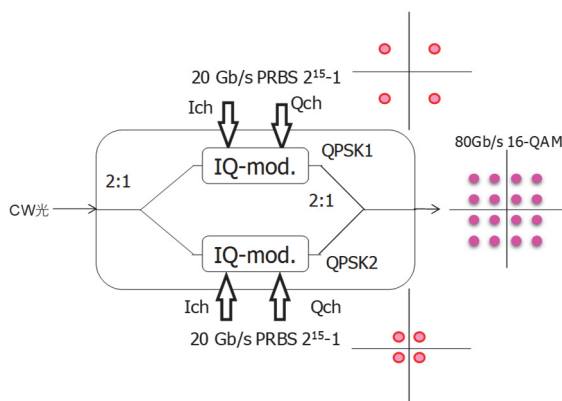 20 Gb/s PRBS 2¹⁵-1
Ich
Qch
80Gb/s 16-QAM
QPSK1
IQ-mod.
2:1
2:1
CW光
IQ-mod.
QPSK2
Ich
Qch
20 Gb/s PRBS 2¹⁵-1